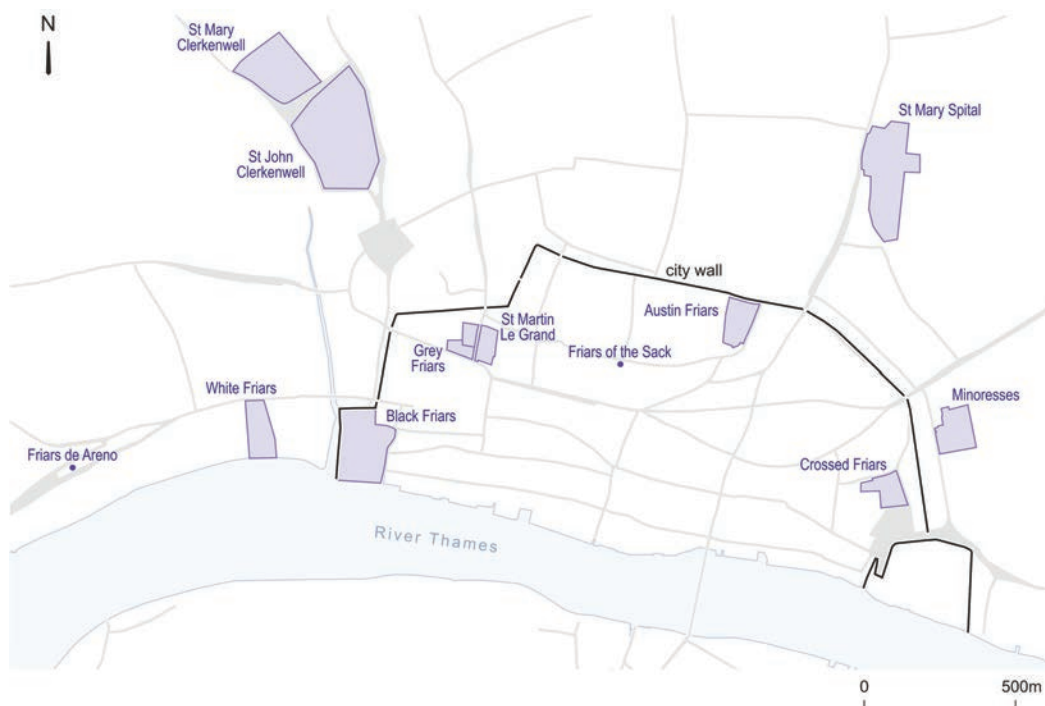 N
St Mary
Clerkenwell
St Mary Spital
St John
Clerkenwell
city wall
Austin Friars
St Martin
Le Grand
Grey
Friars
Friars of the Sack
White Friars
Black Friars
Minoresses
Friars de Areno
Crossed Friars
River Thames
0
500m